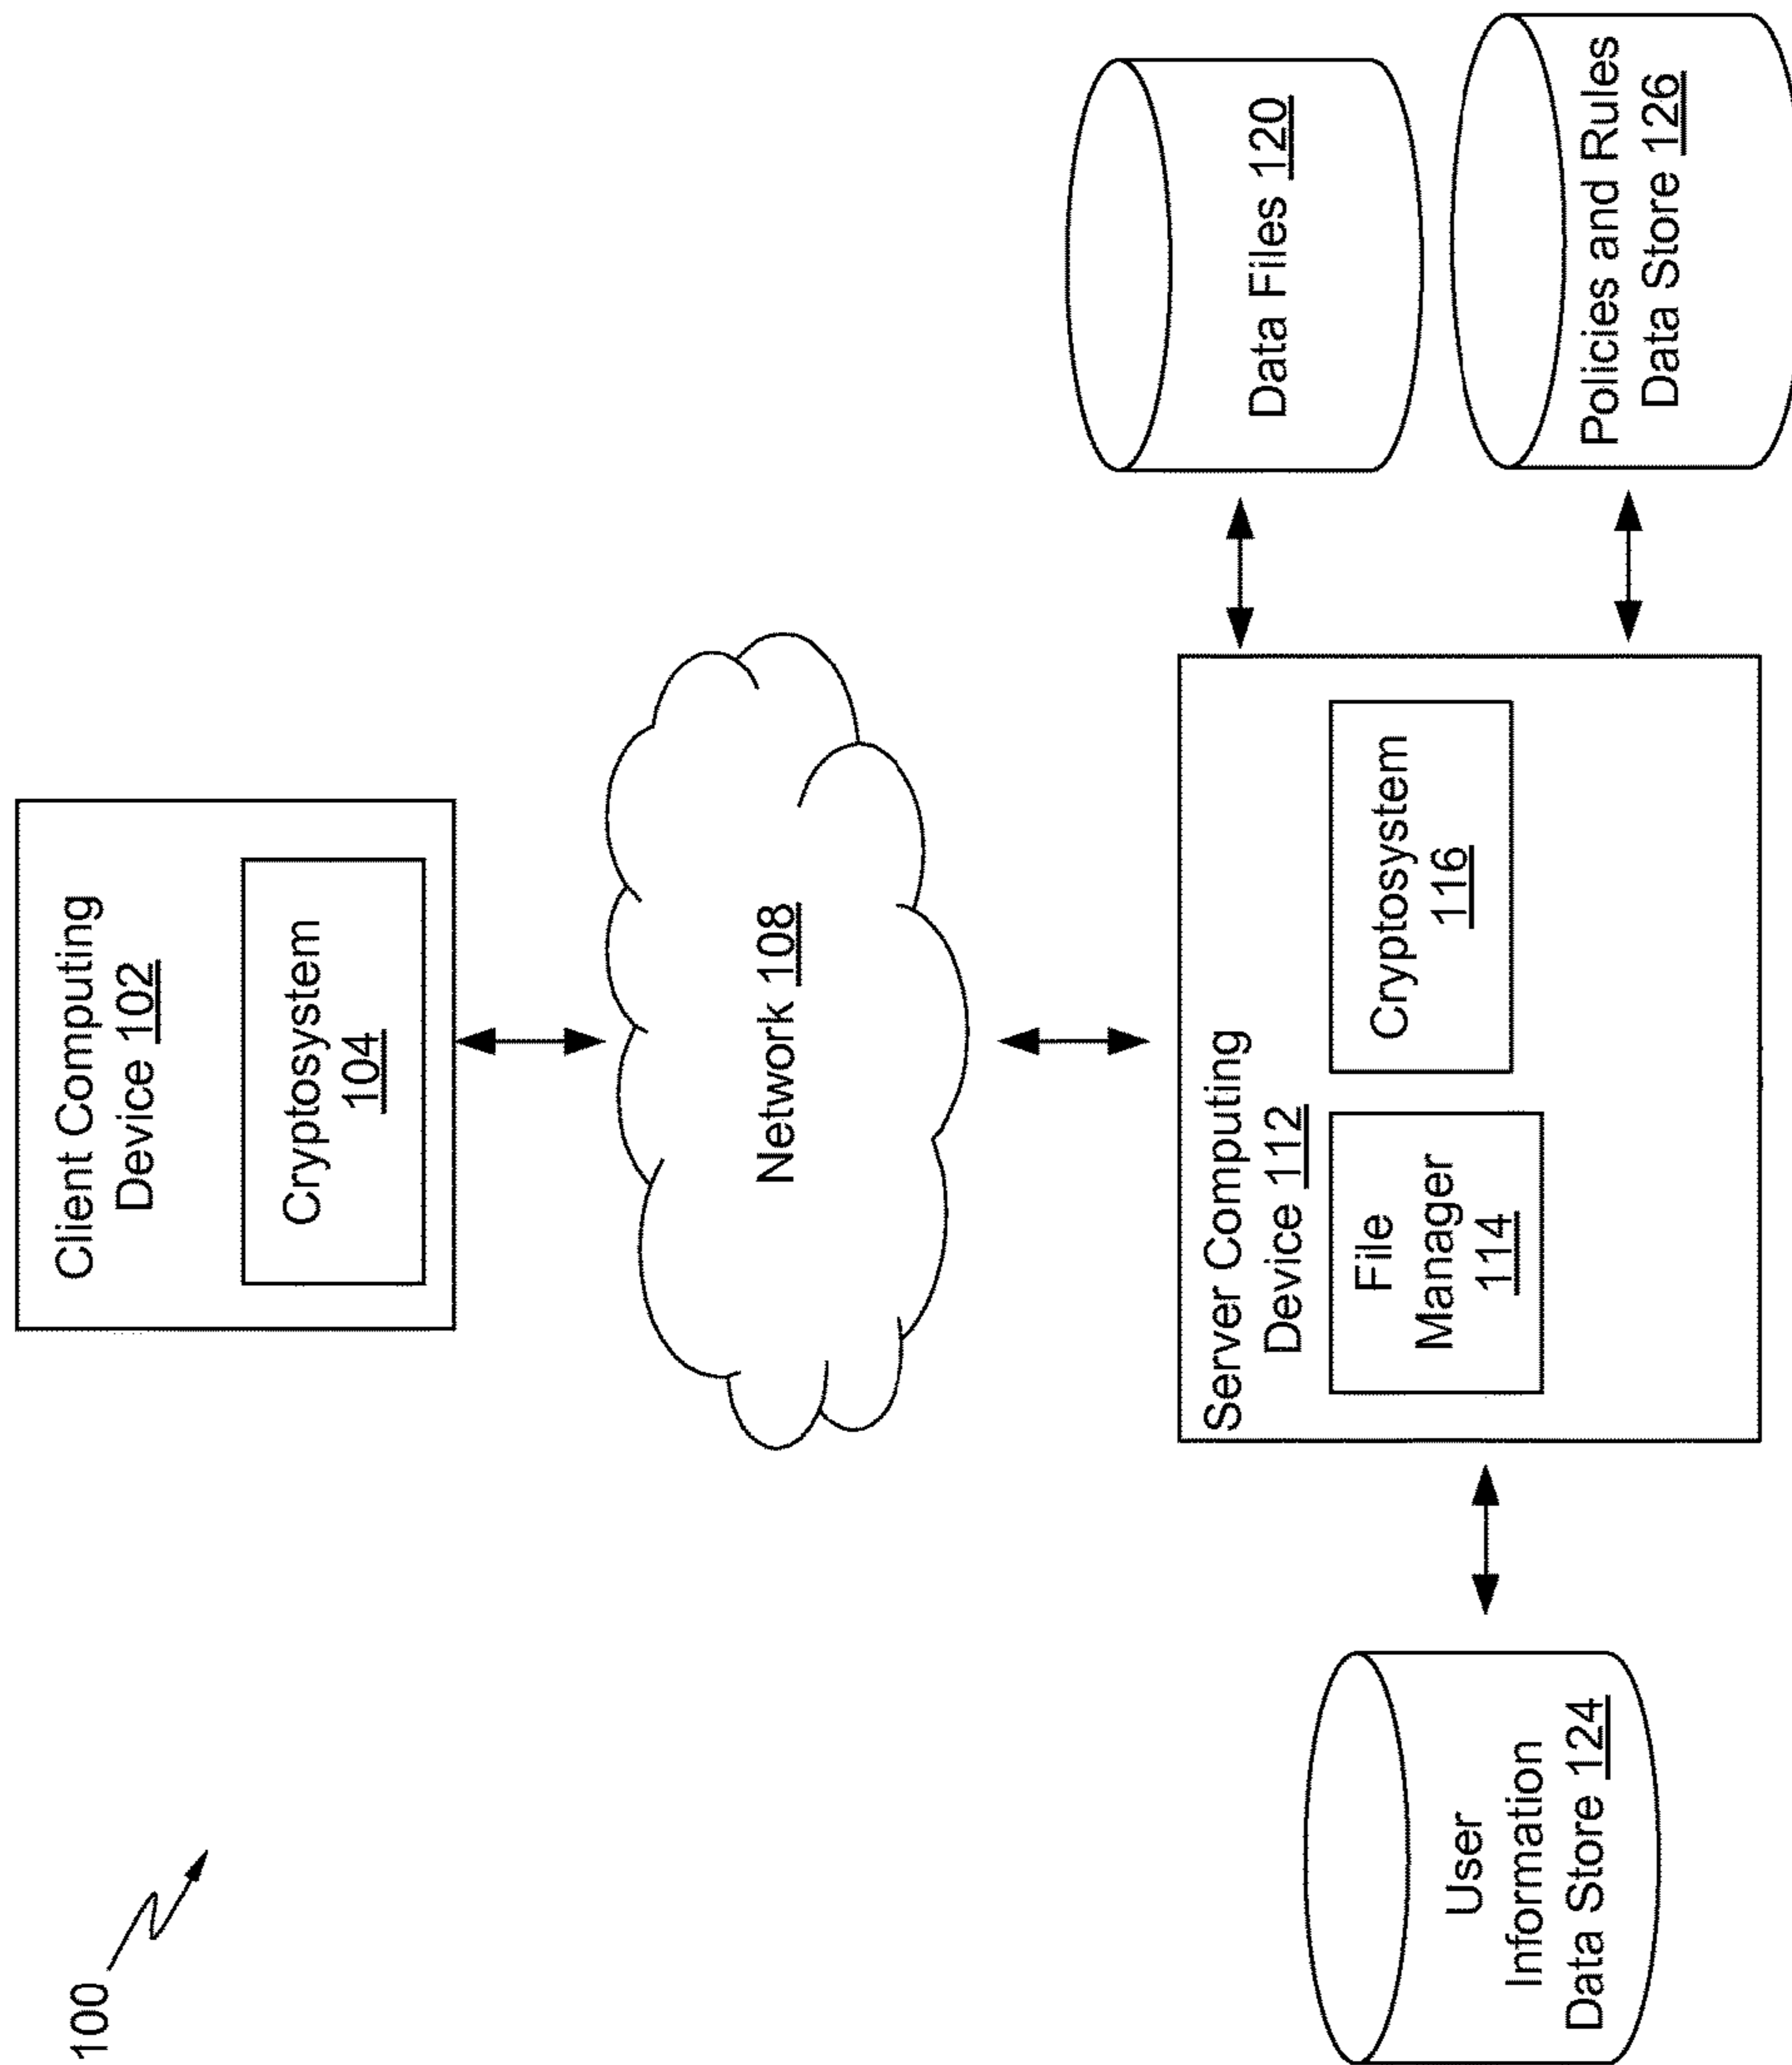 100
Client Computing
Device 102
Cryptosystem
104
Network 108
Server Computing
Device 112
File
Manager
114
Cryptosystem
116
User
Information
Data Store 124
Data Files 120
Policies and Rules
Data Store 126